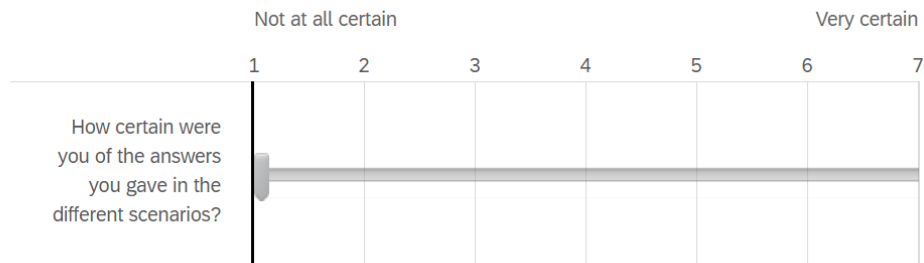 Not at all certain Very certain
1 2 3 4 5 6 7
How certain were
you of the answers
you gave in the
different scenarios?